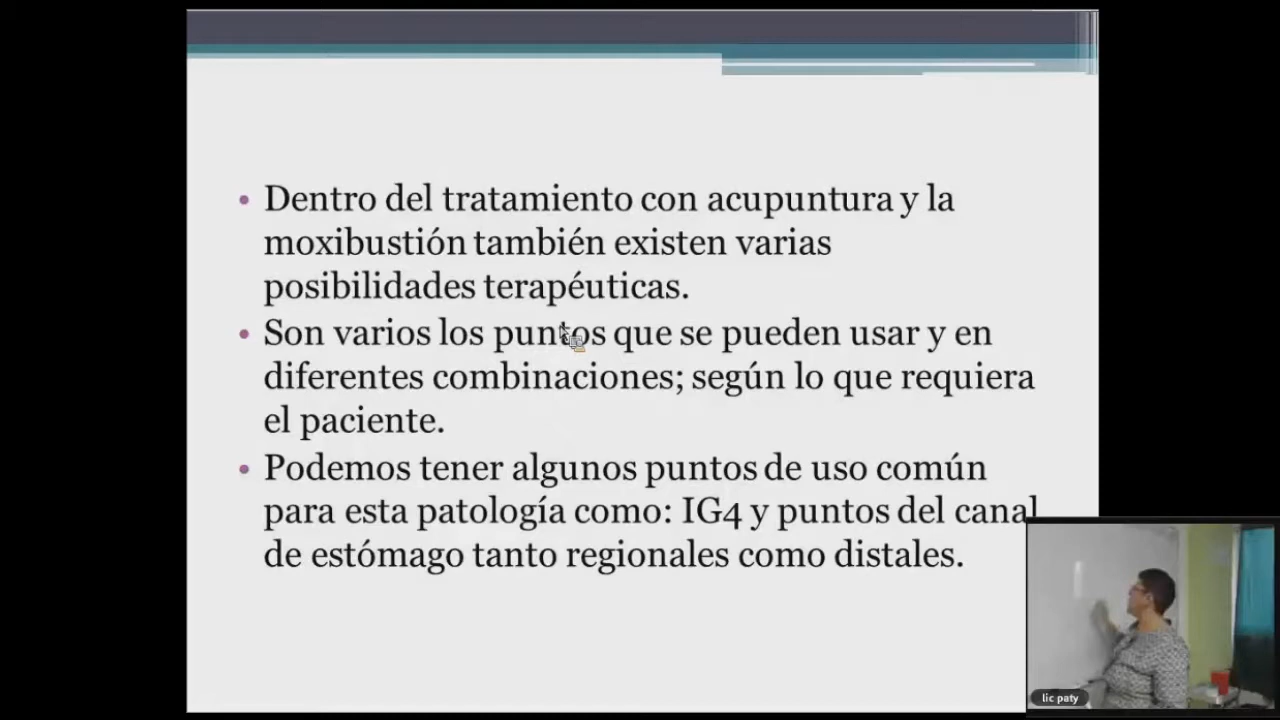 Dentro del tratamiento con acupuntura y la
moxibustión también existen varias
posibilidades terapéuticas.
Son varios los puntos que se pueden usar y en
diferentes combinaciones; según lo que requiera
el paciente.
Podemos tener algunos puntos de uso común
para esta patología como: IG4 y puntos del canal
de estómago tanto regionales como distales.
lic paty